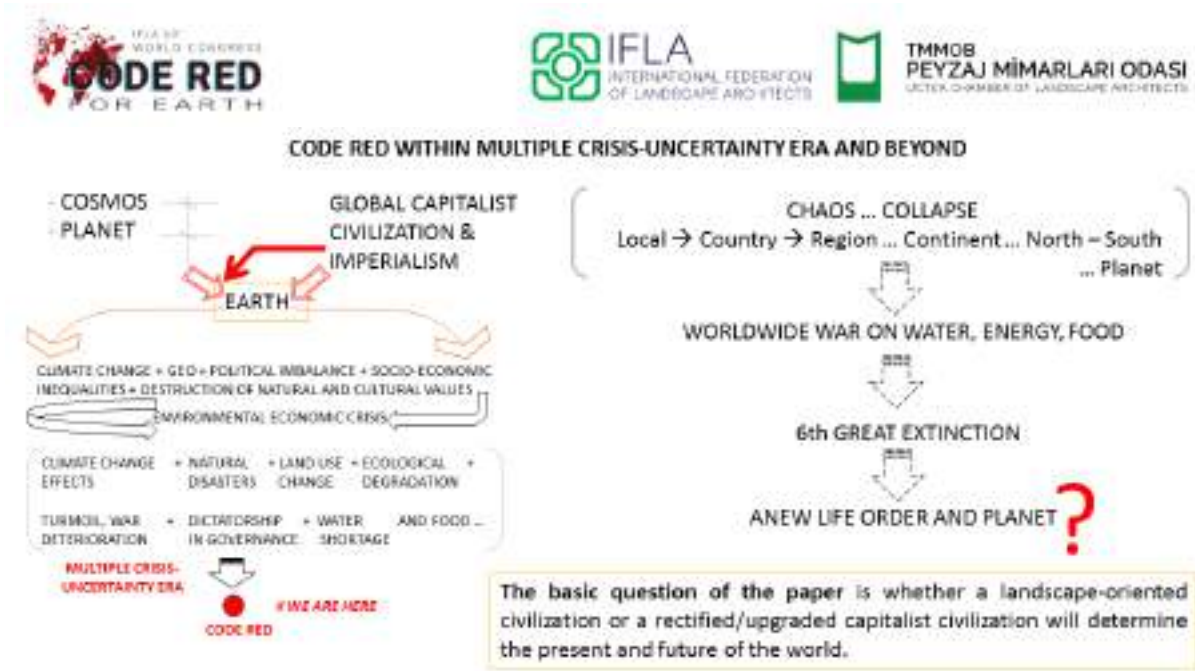 IFLA 59th
WORLD CONGRESS
CODE RED
FOR EARTH
IFLA
INTERNATIONAL FEDERATION
OF LANDSCAPE ARCHITECTS
TMMOB
PEYZAJ MİMARLARI ODASI
UCTEA CHAMBER OF LANDSCAPE ARCHITECTS
CODE RED WITHIN MULTIPLE CRISIS-UNCERTAINTY ERA AND BEYOND
- COSMOS
- PLANET
GLOBAL CAPITALIST
CIVILIZATION &
IMPERIALISM
EARTH
CLIMATE CHANGE + GEO + POLITICAL IMBALANCE + SOCIO-ECONOMIC
INEQUALITIES + DESTRUCTION OF NATURAL AND CULTURAL VALUES
ENVIRONMENTAL ECONOMIC CRISIS
CLIMATE CHANGE + NATURAL + LAND USE + ECOLOGICAL +
EFFECTS DISASTERS CHANGE DEGRADATION
TURMOIL, WAR + DICTATORSHIP + WATER AND FOOD ...
DETERIORATION IN GOVERNANCE SHORTAGE
MULTIPLE CRISIS-
UNCERTAINTY ERA
# WE ARE HERE
CODE RED
CHAOS ... COLLAPSE
Local → Country → Region ... Continent ... North – South
... Planet
WORLDWIDE WAR ON WATER, ENERGY, FOOD
6th GREAT EXTINCTION
ANEW LIFE ORDER AND PLANET ?
The basic question of the paper is whether a landscape-oriented
civilization or a rectified/upgraded capitalist civilization will determine
the present and future of the world.